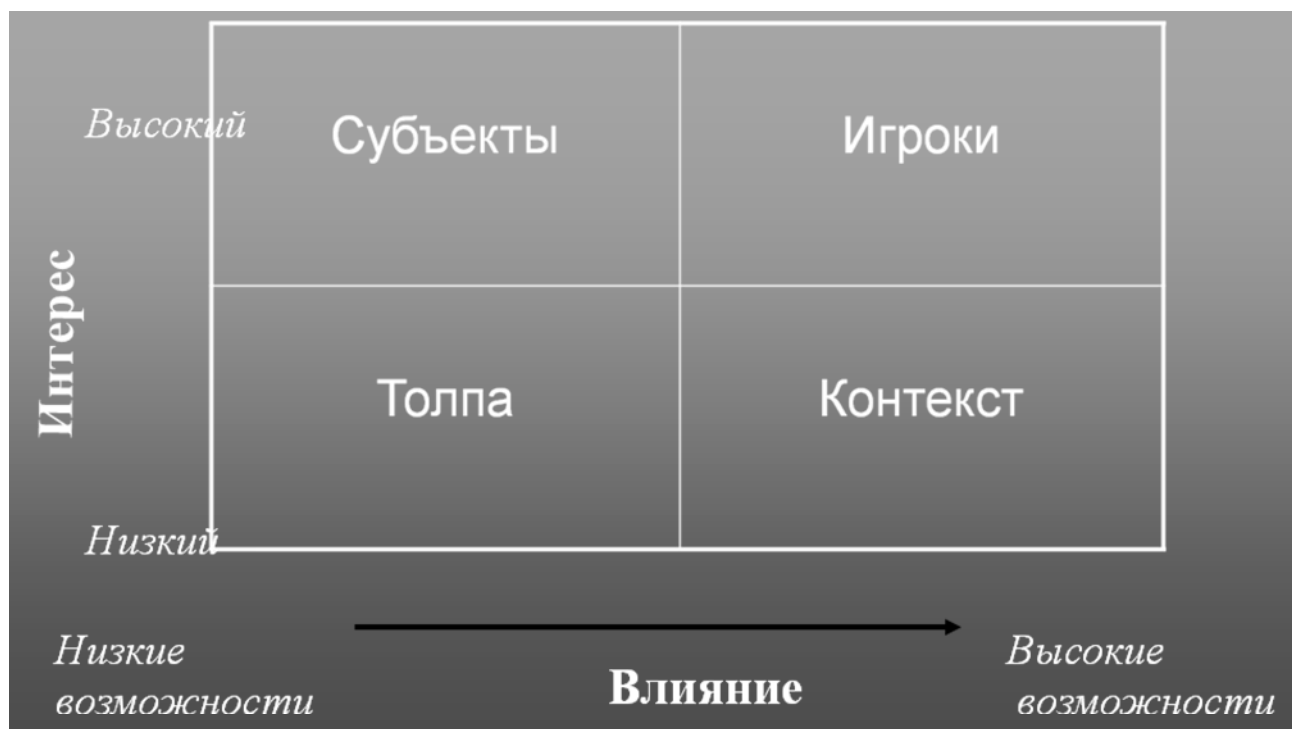 Высокий
Субъекты
Игроки
Интерес
Толпа
Контекст
Низкий
Низкие
возможности
Влияние
Высокие
возможности